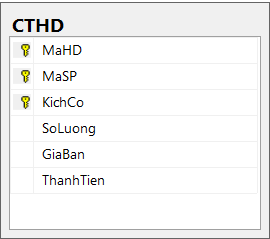 CTHD
MaHD
MaSP
KichCo
SoLuong
GiaBan
ThanhTien